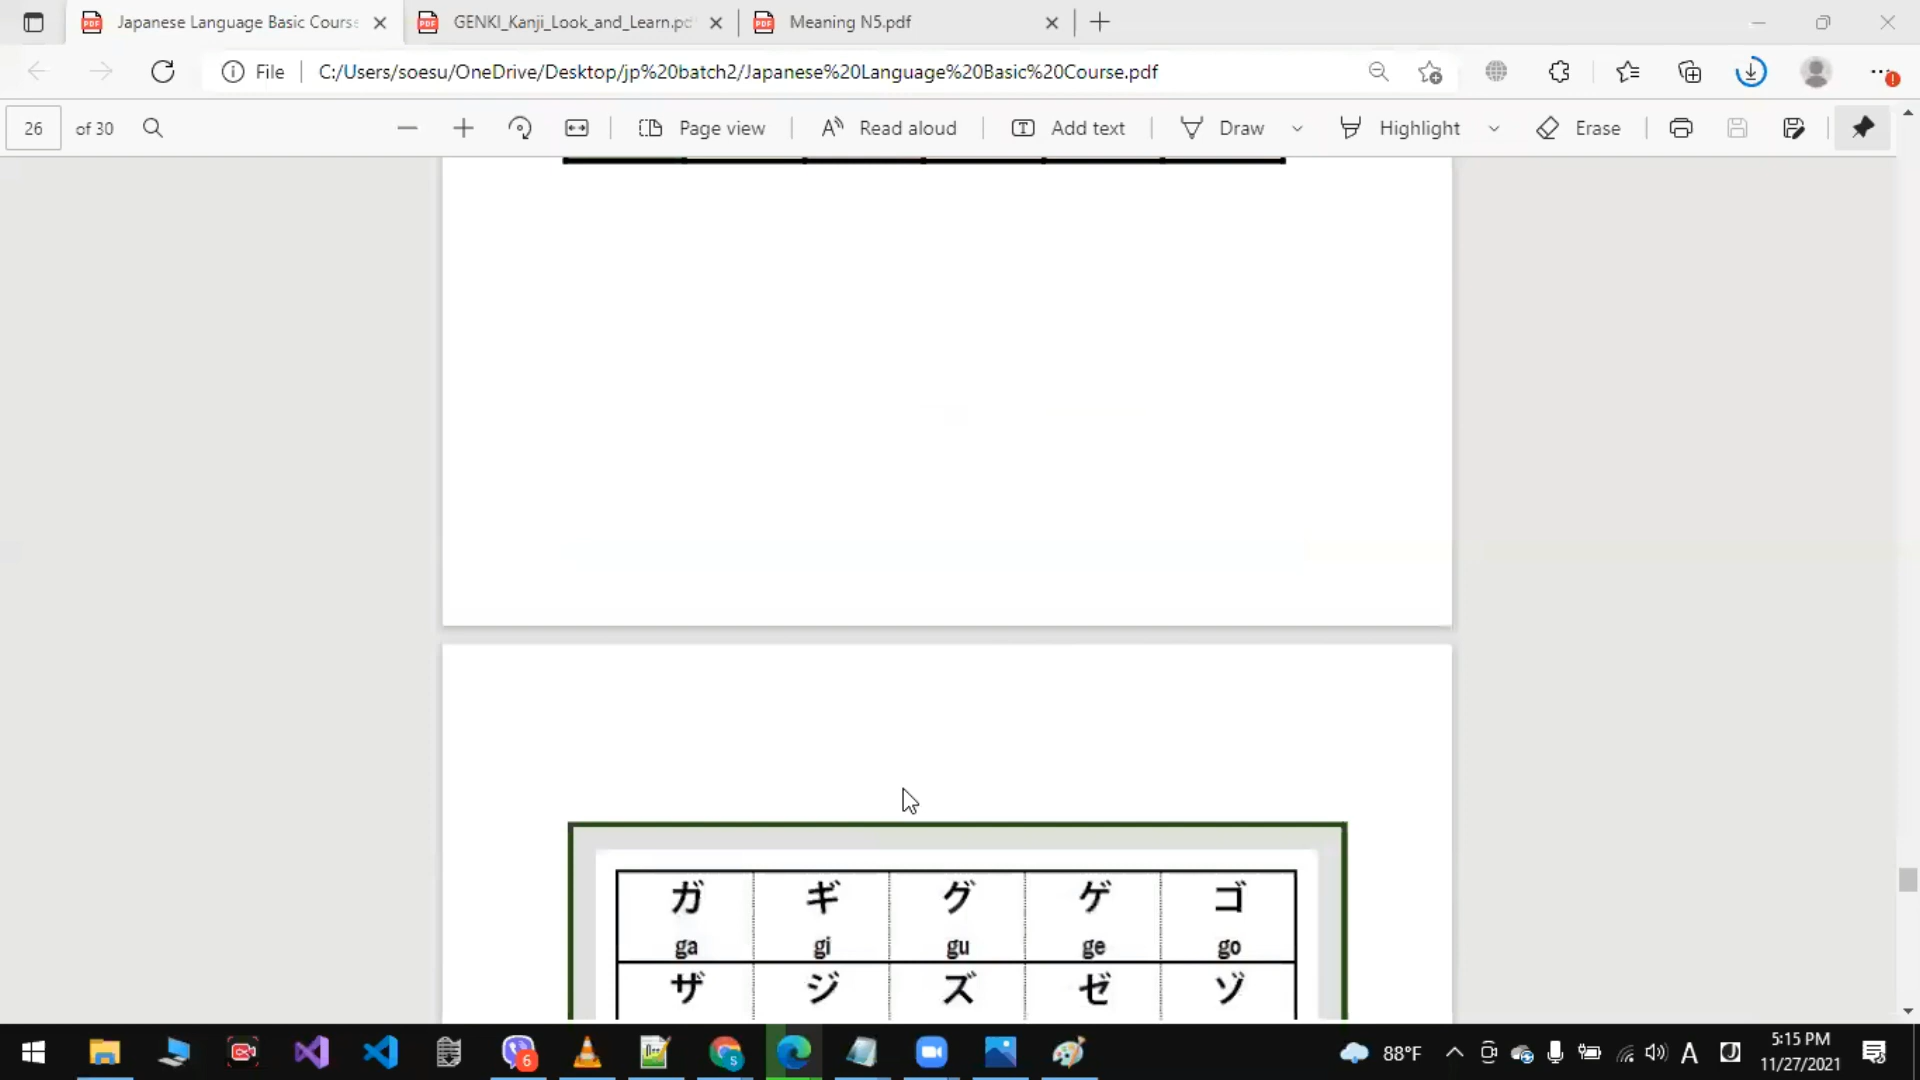 Japanese Language Basic Cours
GENKI_Kanji_Look_and_Learn.pd
Meaning N5.pdf
File
C:/Users/soesu/OneDrive/Desktop/jp%20batch2/Japanese%20Language%20Basic%20Course.pdf
26 of 30
Page view
Read aloud
Add text
Draw
Highlight
Erase
ガ ギ グ ゲ ゴ
ga gi gu ge go
ザ ジ ズ ゼ ゾ
6
88°F
A
5:15 PM
11/27/2021